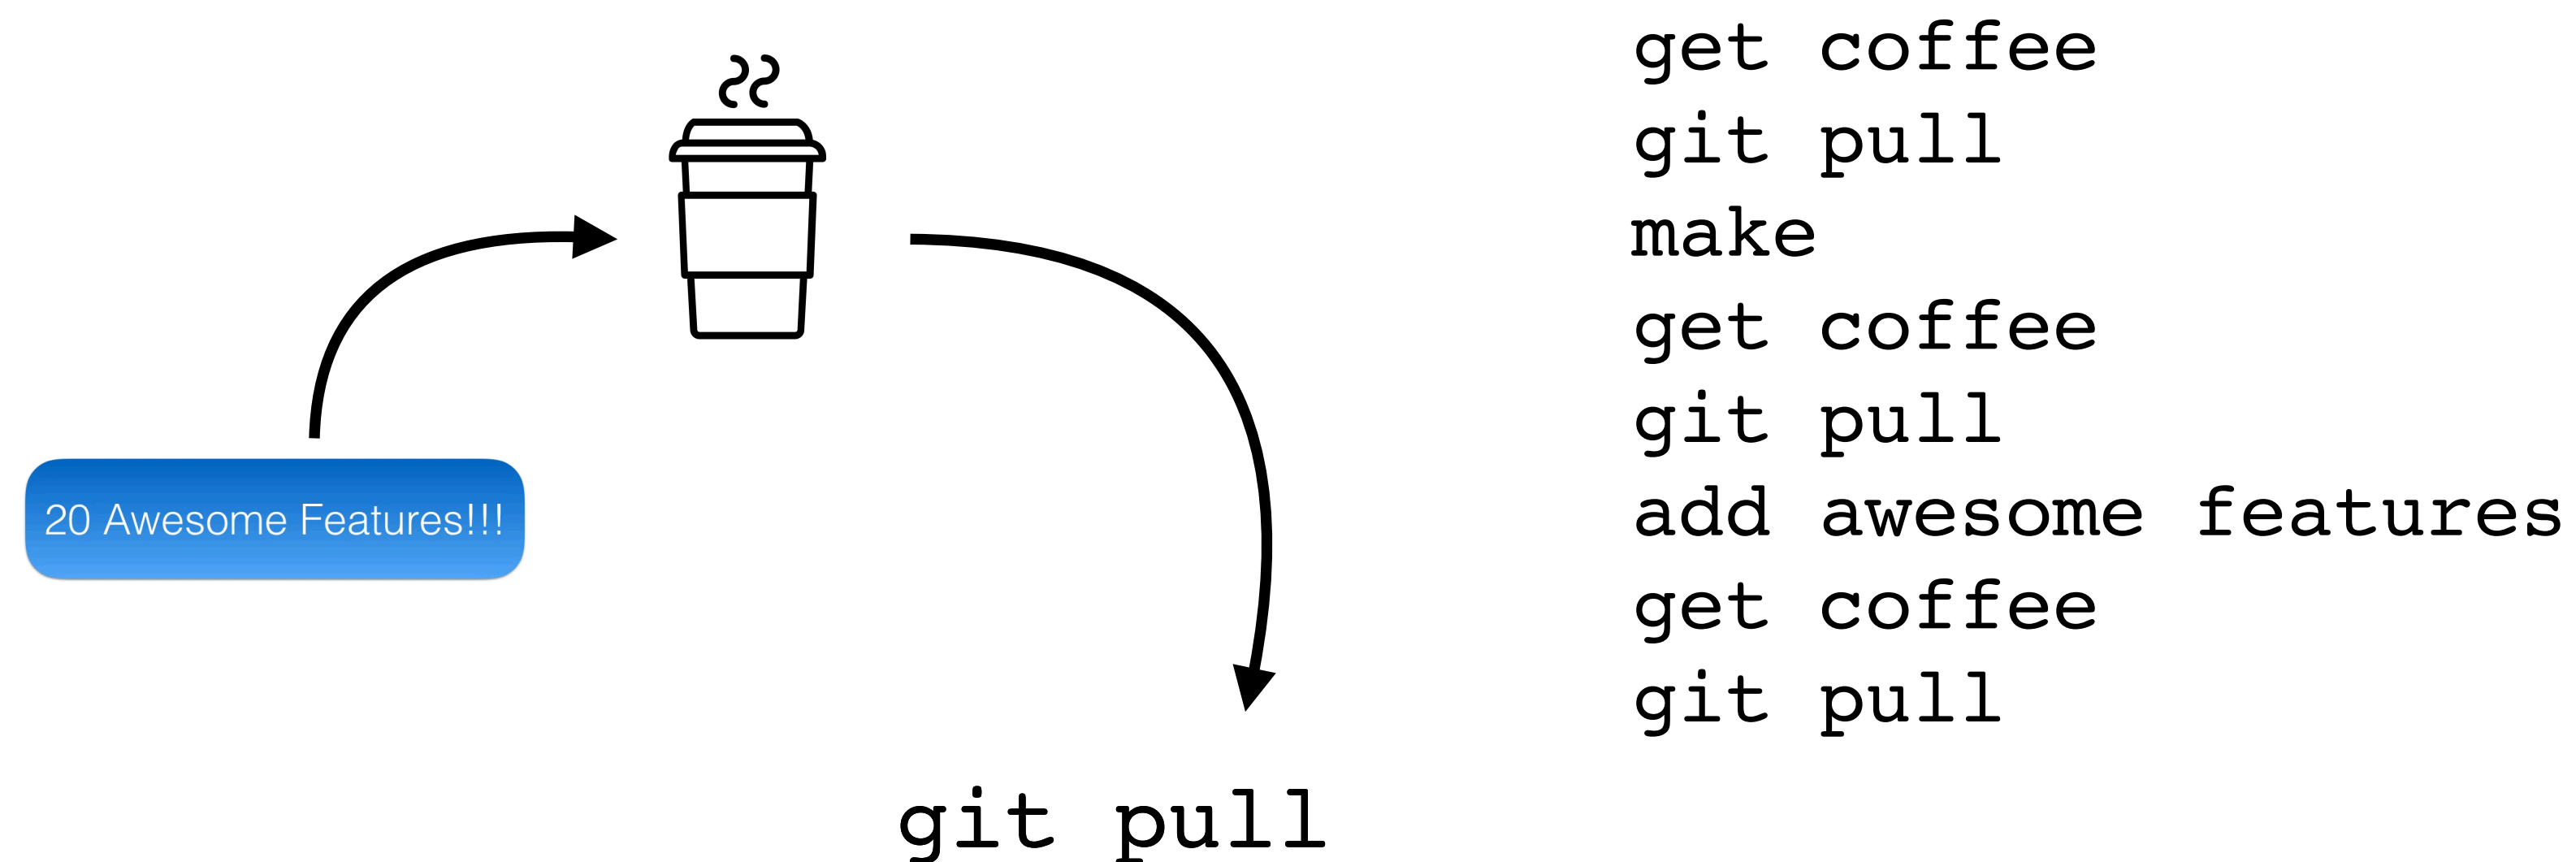 20 Awesome Features!!!
git pull
get coffee
git pull
make
get coffee
git pull
add awesome features
get coffee
git pull